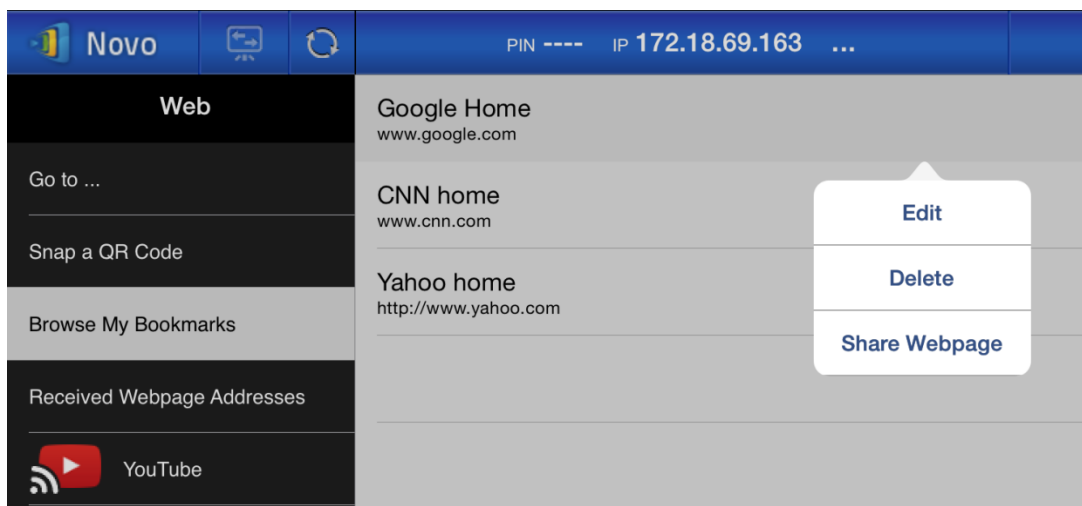 Novo
PIN ---- IP 172.18.69.163 ...
Web
Go to ...
Snap a QR Code
Browse My Bookmarks
Received Webpage Addresses
YouTube
Google Home
www.google.com
CNN home
www.cnn.com
Yahoo home
http://www.yahoo.com
Edit
Delete
Share Webpage